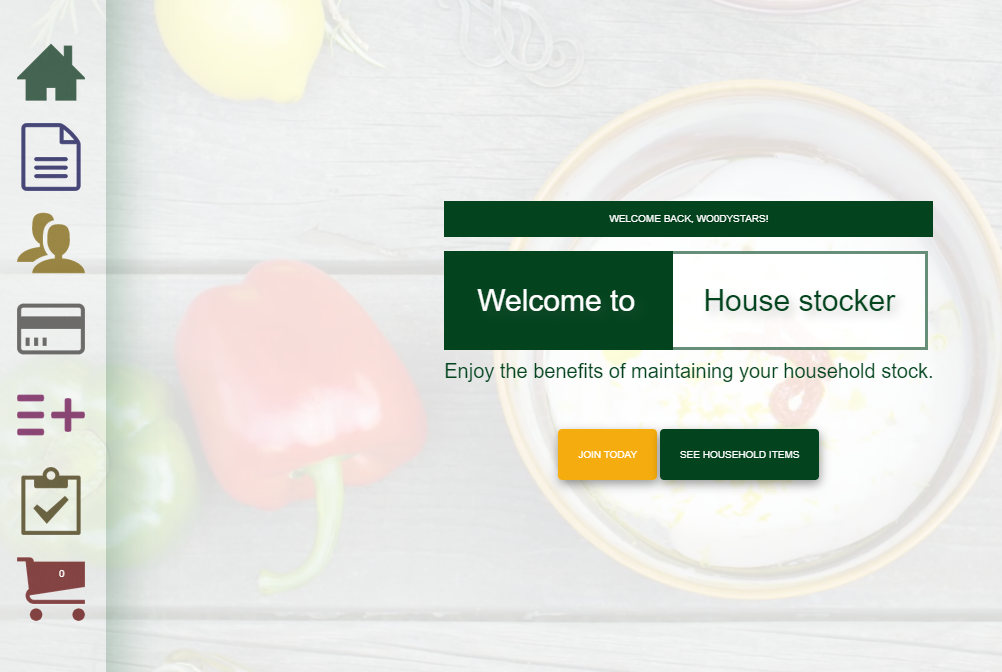 WELCOME BACK, WO0DYSTARS!
Welcome to House stocker
Enjoy the benefits of maintaining your household stock.
JOIN TODAY SEE HOUSEHOLD ITEMS
0